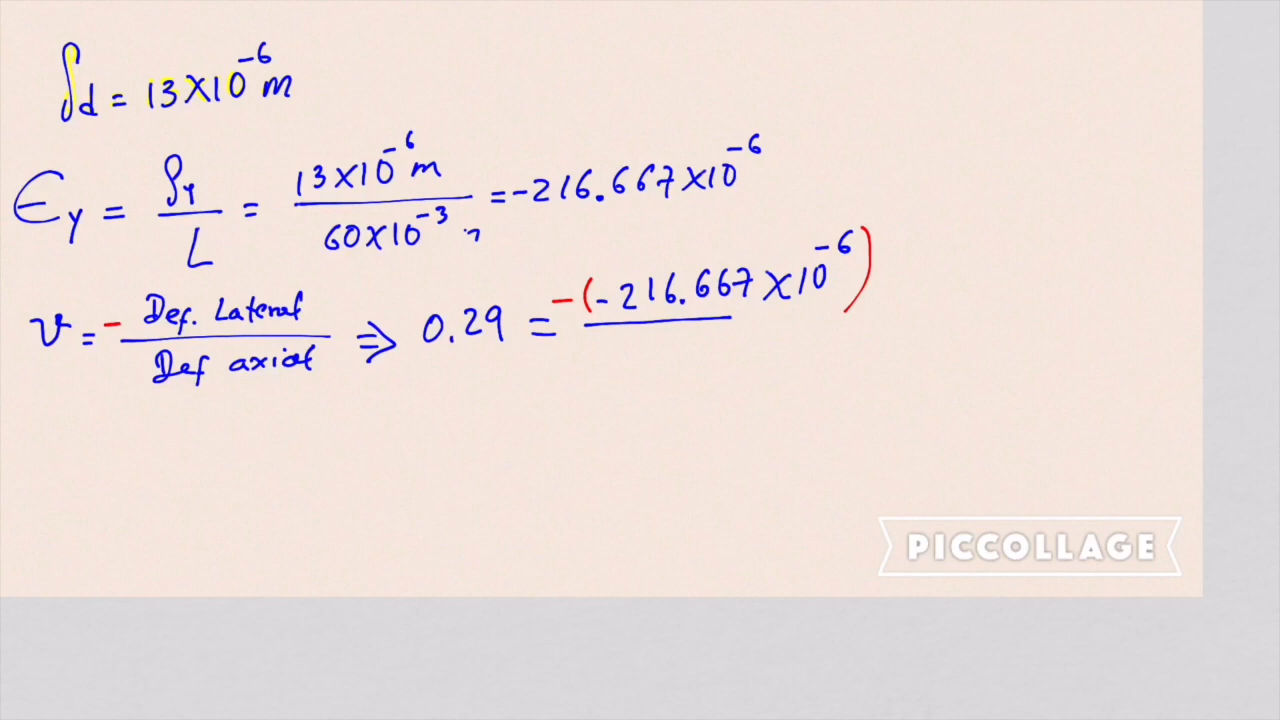 δd = 13×10⁻⁶ m
ϵy = δy/L = 13×10⁻⁶ m / 60×10⁻³ = -216.667×10⁻⁶
ν = - Def. Lateral / Def axial ⇒ 0.29 = -(-216.667×10⁻⁶)
PICCOLLAGE